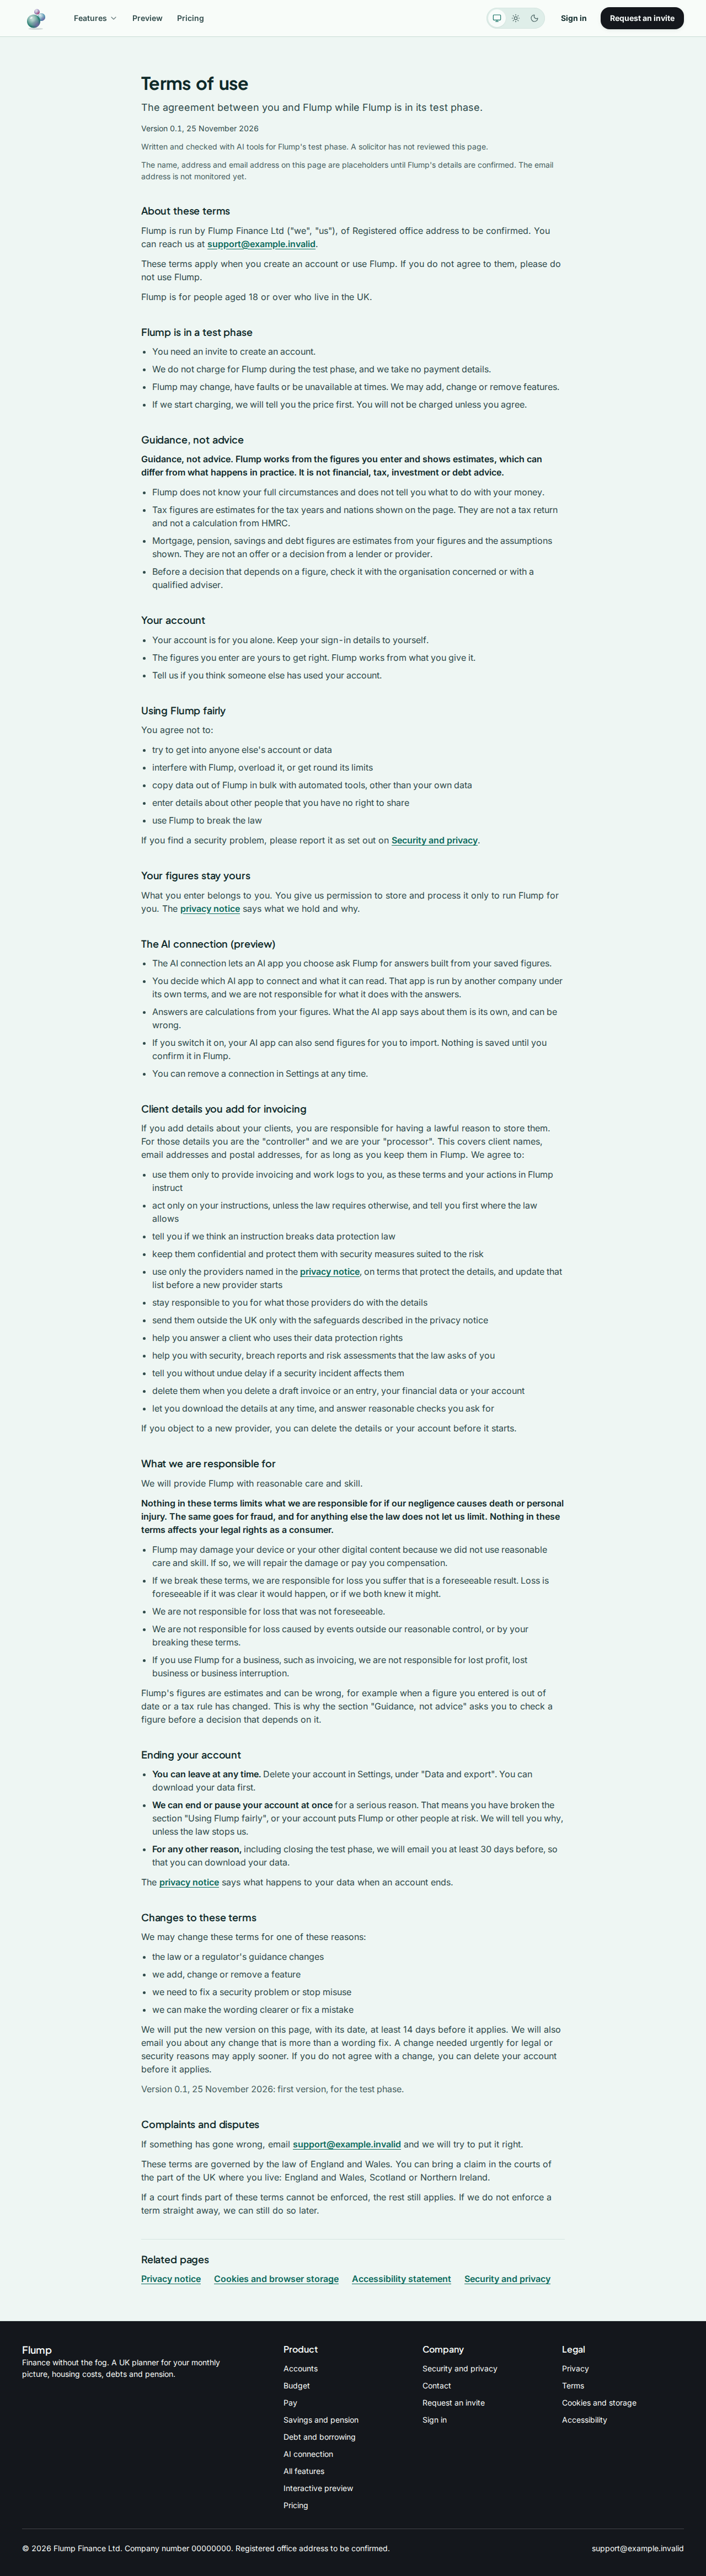 Features
Preview
Pricing
Sign in
Request an invite
Terms of use
The agreement between you and Flump while Flump is in its test phase.
Version 0.1, 25 November 2026
Written and checked with AI tools for Flump's test phase. A solicitor has not reviewed this page.
The name, address and email address on this page are placeholders until Flump's details are confirmed. The email
address is not monitored yet.
About these terms
Flump is run by Flump Finance Ltd ("we", "us"), of Registered office address to be confirmed. You
can reach us at support@example.invalid.
These terms apply when you create an account or use Flump. If you do not agree to them, please do
not use Flump.
Flump is for people aged 18 or over who live in the UK.
Flump is in a test phase
• You need an invite to create an account.
• We do not charge for Flump during the test phase, and we take no payment details.
• Flump may change, have faults or be unavailable at times. We may add, change or remove features.
• If we start charging, we will tell you the price first. You will not be charged unless you agree.
Guidance, not advice
Guidance, not advice. Flump works from the figures you enter and shows estimates, which can
differ from what happens in practice. It is not financial, tax, investment or debt advice.
• Flump does not know your full circumstances and does not tell you what to do with your money.
• Tax figures are estimates for the tax years and nations shown on the page. They are not a tax return
and not a calculation from HMRC.
• Mortgage, pension, savings and debt figures are estimates from your figures and the assumptions
shown. They are not an offer or a decision from a lender or provider.
• Before a decision that depends on a figure, check it with the organisation concerned or with a
qualified adviser.
Your account
• Your account is for you alone. Keep your sign-in details to yourself.
• The figures you enter are yours to get right. Flump works from what you give it.
• Tell us if you think someone else has used your account.
Using Flump fairly
You agree not to:
• try to get into anyone else's account or data
• interfere with Flump, overload it, or get round its limits
• copy data out of Flump in bulk with automated tools, other than your own data
• enter details about other people that you have no right to share
• use Flump to break the law
If you find a security problem, please report it as set out on Security and privacy.
Your figures stay yours
What you enter belongs to you. You give us permission to store and process it only to run Flump for
you. The privacy notice says what we hold and why.
The AI connection (preview)
• The AI connection lets an AI app you choose ask Flump for answers built from your saved figures.
• You decide which AI app to connect and what it can read. That app is run by another company under
its own terms, and we are not responsible for what it does with the answers.
• Answers are calculations from your figures. What the AI app says about them is its own, and can be
wrong.
• If you switch it on, your AI app can also send figures for you to import. Nothing is saved until you
confirm it in Flump.
• You can remove a connection in Settings at any time.
Client details you add for invoicing
If you add details about your clients, you are responsible for having a lawful reason to store them.
For those details you are the "controller" and we are your "processor". This covers client names,
email addresses and postal addresses, for as long as you keep them in Flump. We agree to:
• use them only to provide invoicing and work logs to you, as these terms and your actions in Flump
instruct
• act only on your instructions, unless the law requires otherwise, and tell you first where the law
allows
• tell you if we think an instruction breaks data protection law
• keep them confidential and protect them with security measures suited to the risk
• use only the providers named in the privacy notice, on terms that protect the details, and update that
list before a new provider starts
• stay responsible to you for what those providers do with the details
• send them outside the UK only with the safeguards described in the privacy notice
• help you answer a client who uses their data protection rights
• help you with security, breach reports and risk assessments that the law asks of you
• tell you without undue delay if a security incident affects them
• delete them when you delete a draft invoice or an entry, your financial data or your account
• let you download the details at any time, and answer reasonable checks you ask for
If you object to a new provider, you can delete the details or your account before it starts.
What we are responsible for
We will provide Flump with reasonable care and skill.
Nothing in these terms limits what we are responsible for if our negligence causes death or personal
injury. The same goes for fraud, and for anything else the law does not let us limit. Nothing in these
terms affects your legal rights as a consumer.
• Flump may damage your device or your other digital content because we did not use reasonable
care and skill. If so, we will repair the damage or pay you compensation.
• If we break these terms, we are responsible for loss you suffer that is a foreseeable result. Loss is
foreseeable if it was clear it would happen, or if we both knew it might.
• We are not responsible for loss that was not foreseeable.
• We are not responsible for loss caused by events outside our reasonable control, or by your
breaking these terms.
• If you use Flump for a business, such as invoicing, we are not responsible for lost profit, lost
business or business interruption.
Flump's figures are estimates and can be wrong, for example when a figure you entered is out of
date or a tax rule has changed. This is why the section "Guidance, not advice" asks you to check a
figure before a decision that depends on it.
Ending your account
• You can leave at any time. Delete your account in Settings, under "Data and export". You can
download your data first.
• We can end or pause your account at once for a serious reason. That means you have broken the
section "Using Flump fairly", or your account puts Flump or other people at risk. We will tell you why,
unless the law stops us.
• For any other reason, including closing the test phase, we will email you at least 30 days before, so
that you can download your data.
The privacy notice says what happens to your data when an account ends.
Changes to these terms
We may change these terms for one of these reasons:
• the law or a regulator's guidance changes
• we add, change or remove a feature
• we need to fix a security problem or stop misuse
• we can make the wording clearer or fix a mistake
We will put the new version on this page, with its date, at least 14 days before it applies. We will also
email you about any change that is more than a wording fix. A change needed urgently for legal or
security reasons may apply sooner. If you do not agree with a change, you can delete your account
before it applies.
Version 0.1, 25 November 2026: first version, for the test phase.
Complaints and disputes
If something has gone wrong, email support@example.invalid and we will try to put it right.
These terms are governed by the law of England and Wales. You can bring a claim in the courts of
the part of the UK where you live: England and Wales, Scotland or Northern Ireland.
If a court finds part of these terms cannot be enforced, the rest still applies. If we do not enforce a
term straight away, we can still do so later.
Related pages
Privacy notice
Cookies and browser storage
Accessibility statement
Security and privacy
Flump
Finance without the fog. A UK planner for your monthly
picture, housing costs, debts and pension.
Product
Accounts
Budget
Pay
Savings and pension
Debt and borrowing
AI connection
All features
Interactive preview
Pricing
Company
Security and privacy
Contact
Request an invite
Sign in
Legal
Privacy
Terms
Cookies and storage
Accessibility
© 2026 Flump Finance Ltd. Company number 00000000. Registered office address to be confirmed.
support@example.invalid